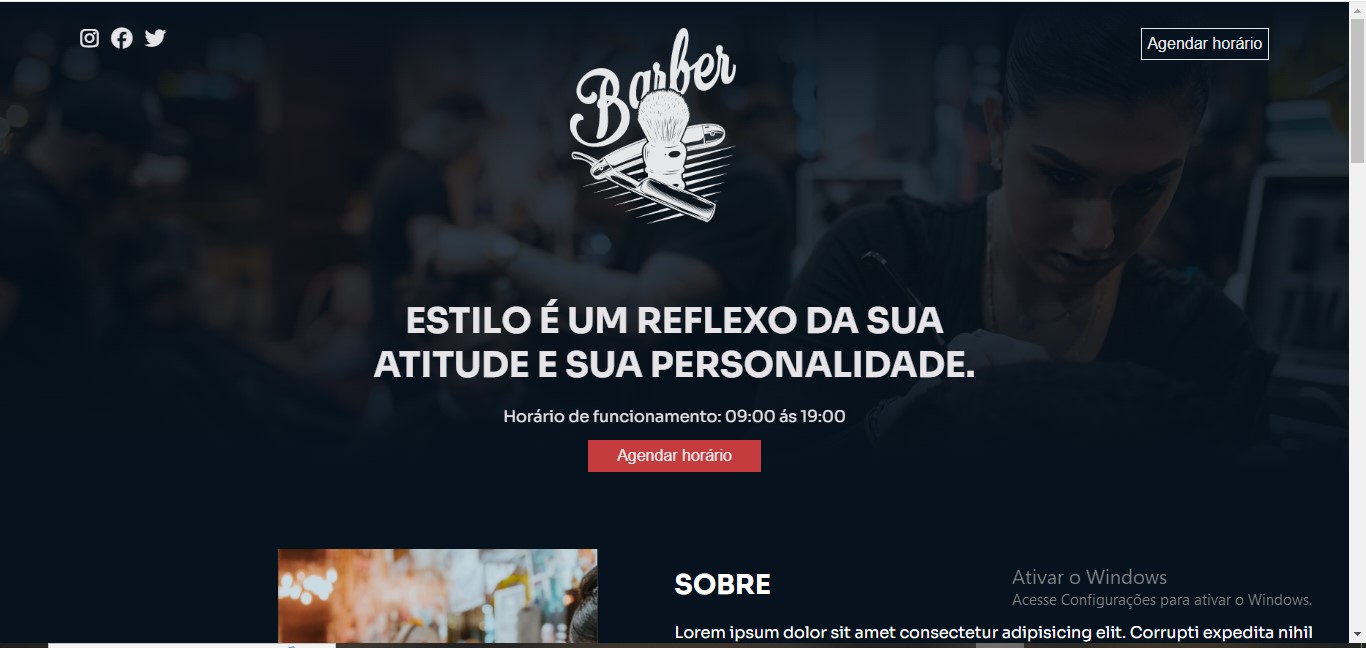 Agendar horário
Barber
ESTILO É UM REFLEXO DA SUA
ATITUDE E SUA PERSONALIDADE.
Horário de funcionamento: 09:00 ás 19:00
Agendar horário
SOBRE
Lorem ipsum dolor sit amet consectetur adipisicing elit. Corrupti expedita nihil
Ativar o Windows
Acesse Configurações para ativar o Windows.